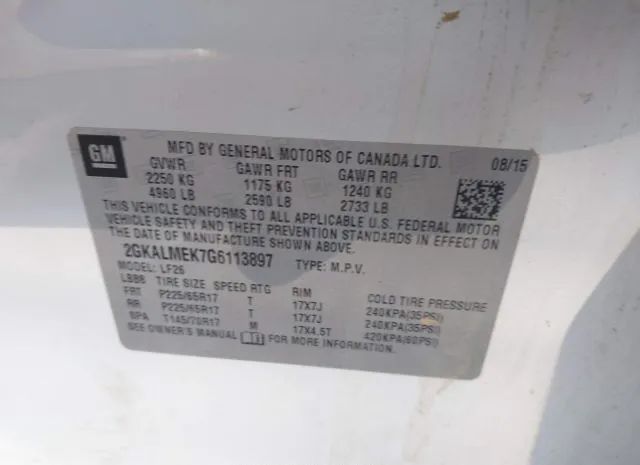 GM
MFD BY GENERAL MOTORS OF CANADA LTD. 08/15
GVWR GAWR FRT GAWR RR
2250 KG 1175 KG 1240 KG
4960 LB 2590 LB 2733 LB
THIS VEHICLE CONFORMS TO ALL APPLICABLE U.S. FEDERAL MOTOR
VEHICLE SAFETY AND THEFT PREVENTION STANDARDS IN EFFECT ON
THE DATE OF MANUFACTURE SHOWN ABOVE.
2GKALMEK7G6113897 TYPE: M.P.V.
MODEL: LF26
LBBB TIRE SIZE SPEED RTG RIM COLD TIRE PRESSURE
FRT P225/65R17 T 17X7J 240KPA(35PSI)
RR P225/65R17 T 17X7J 240KPA(35PSI)
SPA T145/70R17 M 17X4.5T 420KPA(60PSI)
SEE OWNER'S MANUAL FOR MORE INFORMATION.